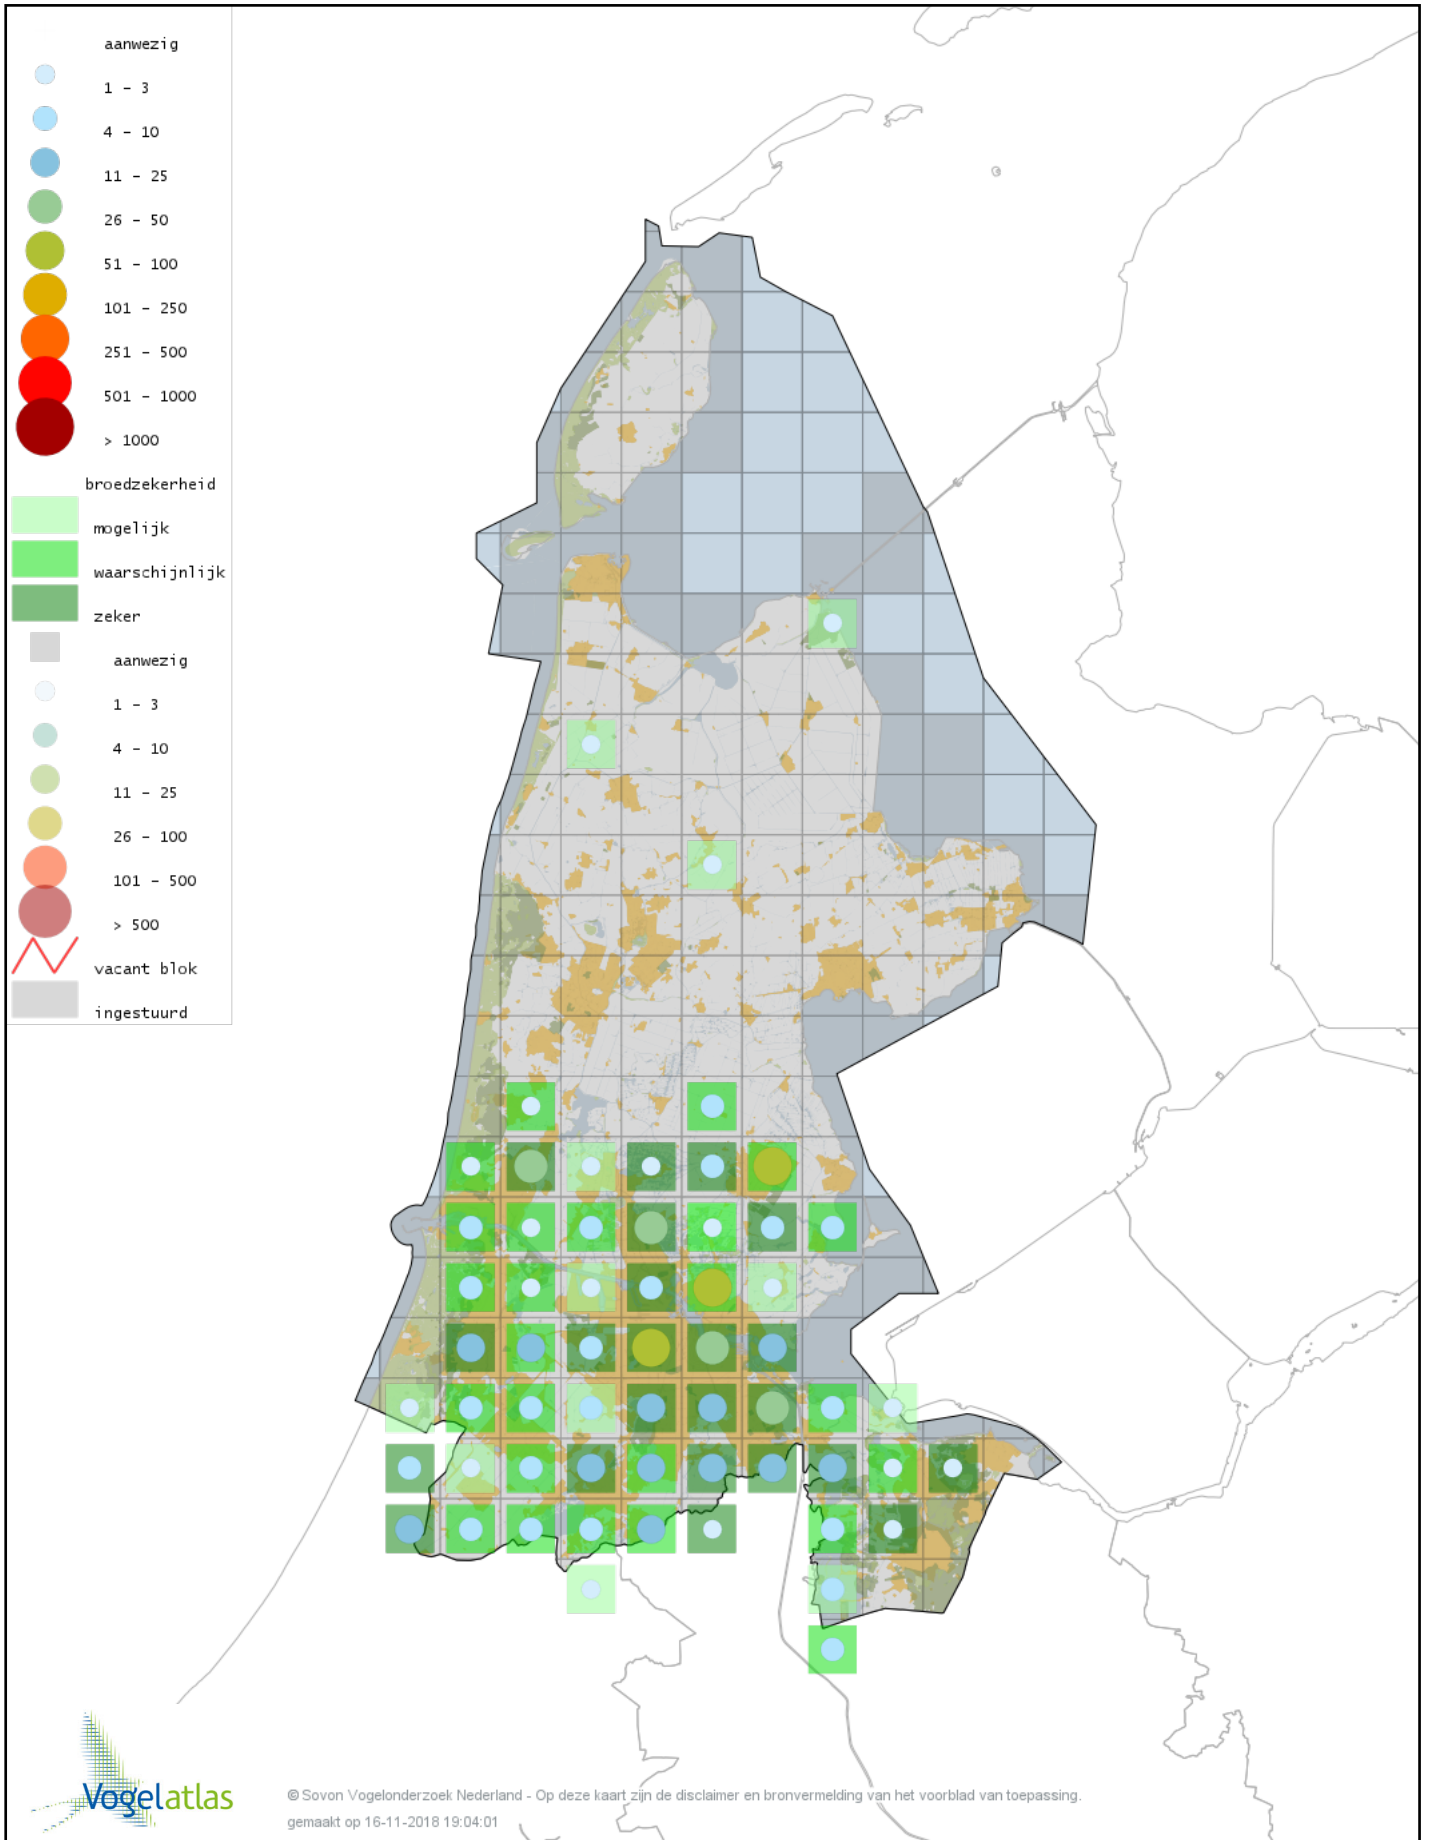 aanwezig
1 - 3
4 - 10
11 - 25
26 - 50
51 - 100
101 - 250
251 - 500
501 - 1000
> 1000
broedzekerheid
mogelijk
waarschijnlijk
zeker
aanwezig
1 - 3
4 - 10
11 - 25
26 - 100
101 - 500
> 500
vacant blok
ingestuurd
Vogelatlas
© Sovon Vogelonderzoek Nederland - Op deze kaart zijn de disclaimer en bronvermelding van het voorblad van toepassing.
gemaakt op 16-11-2018 19:04:01